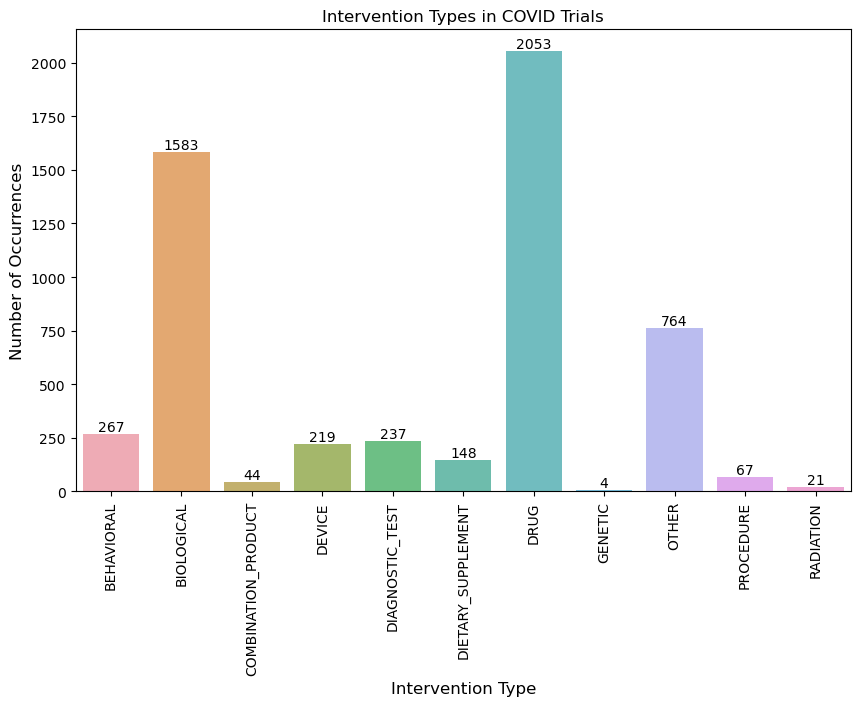 Intervention Types in COVID Trials
Number of Occurrences
2000
1750
1500
1250
1000
750
500
250
0
267
1583
44
219
237
148
2053
4
764
67
21
BEHAVIORAL
BIOLOGICAL
COMBINATION_PRODUCT
DEVICE
DIAGNOSTIC_TEST
DIETARY_SUPPLEMENT
DRUG
GENETIC
OTHER
PROCEDURE
RADIATION
Intervention Type